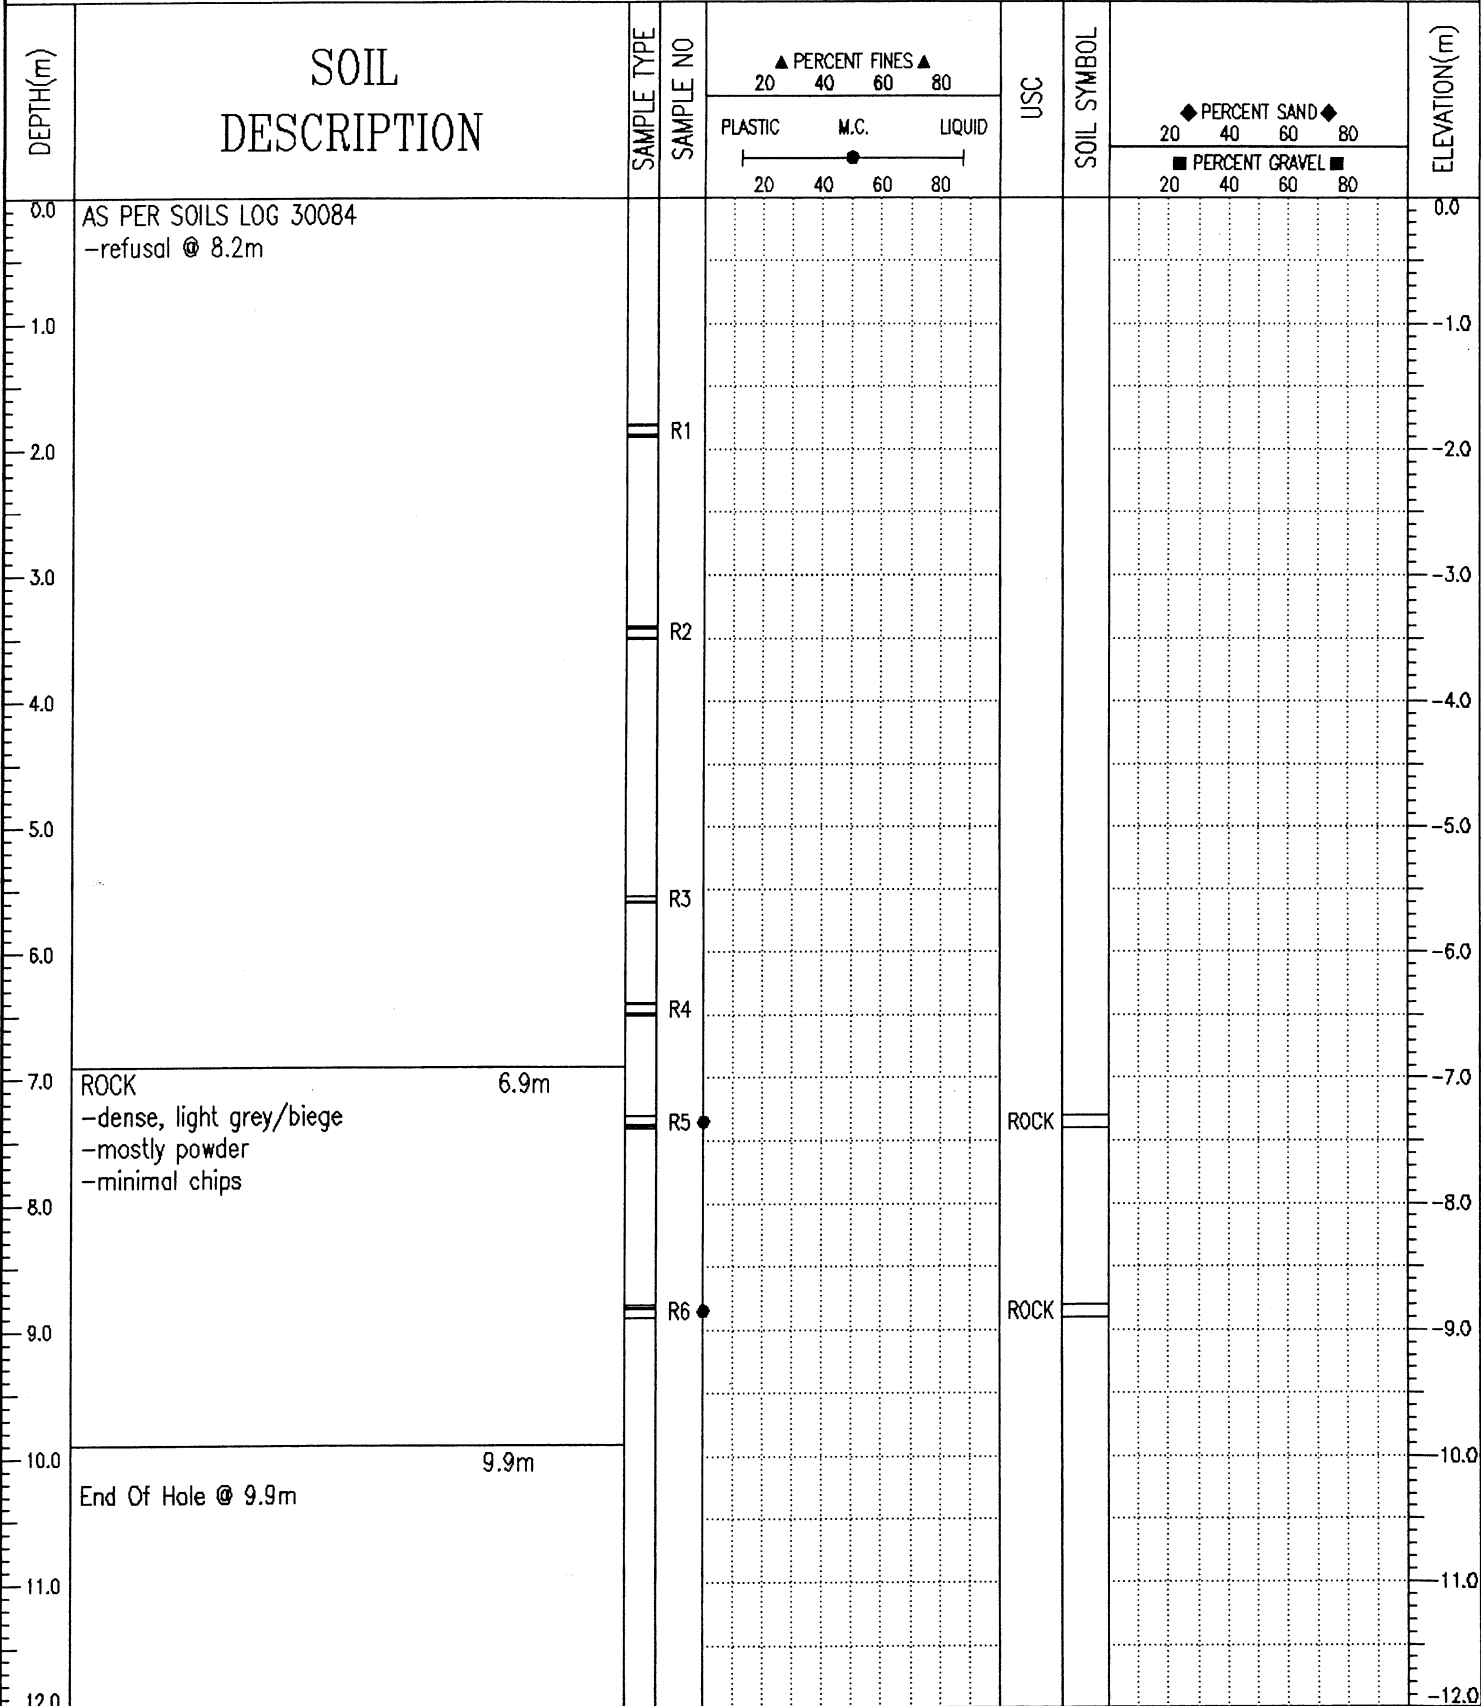 DEPTH(m)
SOIL
DESCRIPTION
SAMPLE TYPE
SAMPLE NO
▲ PERCENT FINES ▲
20 40 60 80
PLASTIC M.C. LIQUID
20 40 60 80
USC
SOIL SYMBOL
◆ PERCENT SAND ◆
20 40 60 80
■ PERCENT GRAVEL ■
20 40 60 80
ELEVATION(m)
0.0 AS PER SOILS LOG 30084 0.0
-refusal @ 8.2m
1.0 -1.0
R1
2.0 -2.0
3.0 -3.0
R2
4.0 -4.0
5.0 -5.0
R3
6.0 -6.0
R4
7.0 ROCK 6.9m -7.0
-dense, light grey/biege
R5 ROCK
-mostly powder
-minimal chips
8.0 -8.0
R6 ROCK
9.0 -9.0
10.0 9.9m -10.0
End Of Hole @ 9.9m
11.0 -11.0
12.0 -12.0